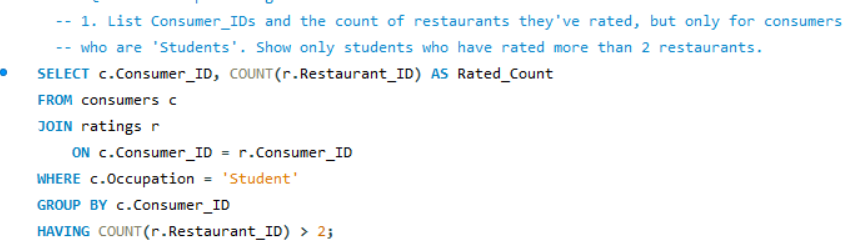 -- 1. List Consumer_IDs and the count of restaurants they've rated, but only for consumers
-- who are 'Students'. Show only students who have rated more than 2 restaurants.
SELECT c.Consumer_ID, COUNT(r.Restaurant_ID) AS Rated_Count
FROM consumers c
JOIN ratings r
ON c.Consumer_ID = r.Consumer_ID
WHERE c.Occupation = 'Student'
GROUP BY c.Consumer_ID
HAVING COUNT(r.Restaurant_ID) > 2;